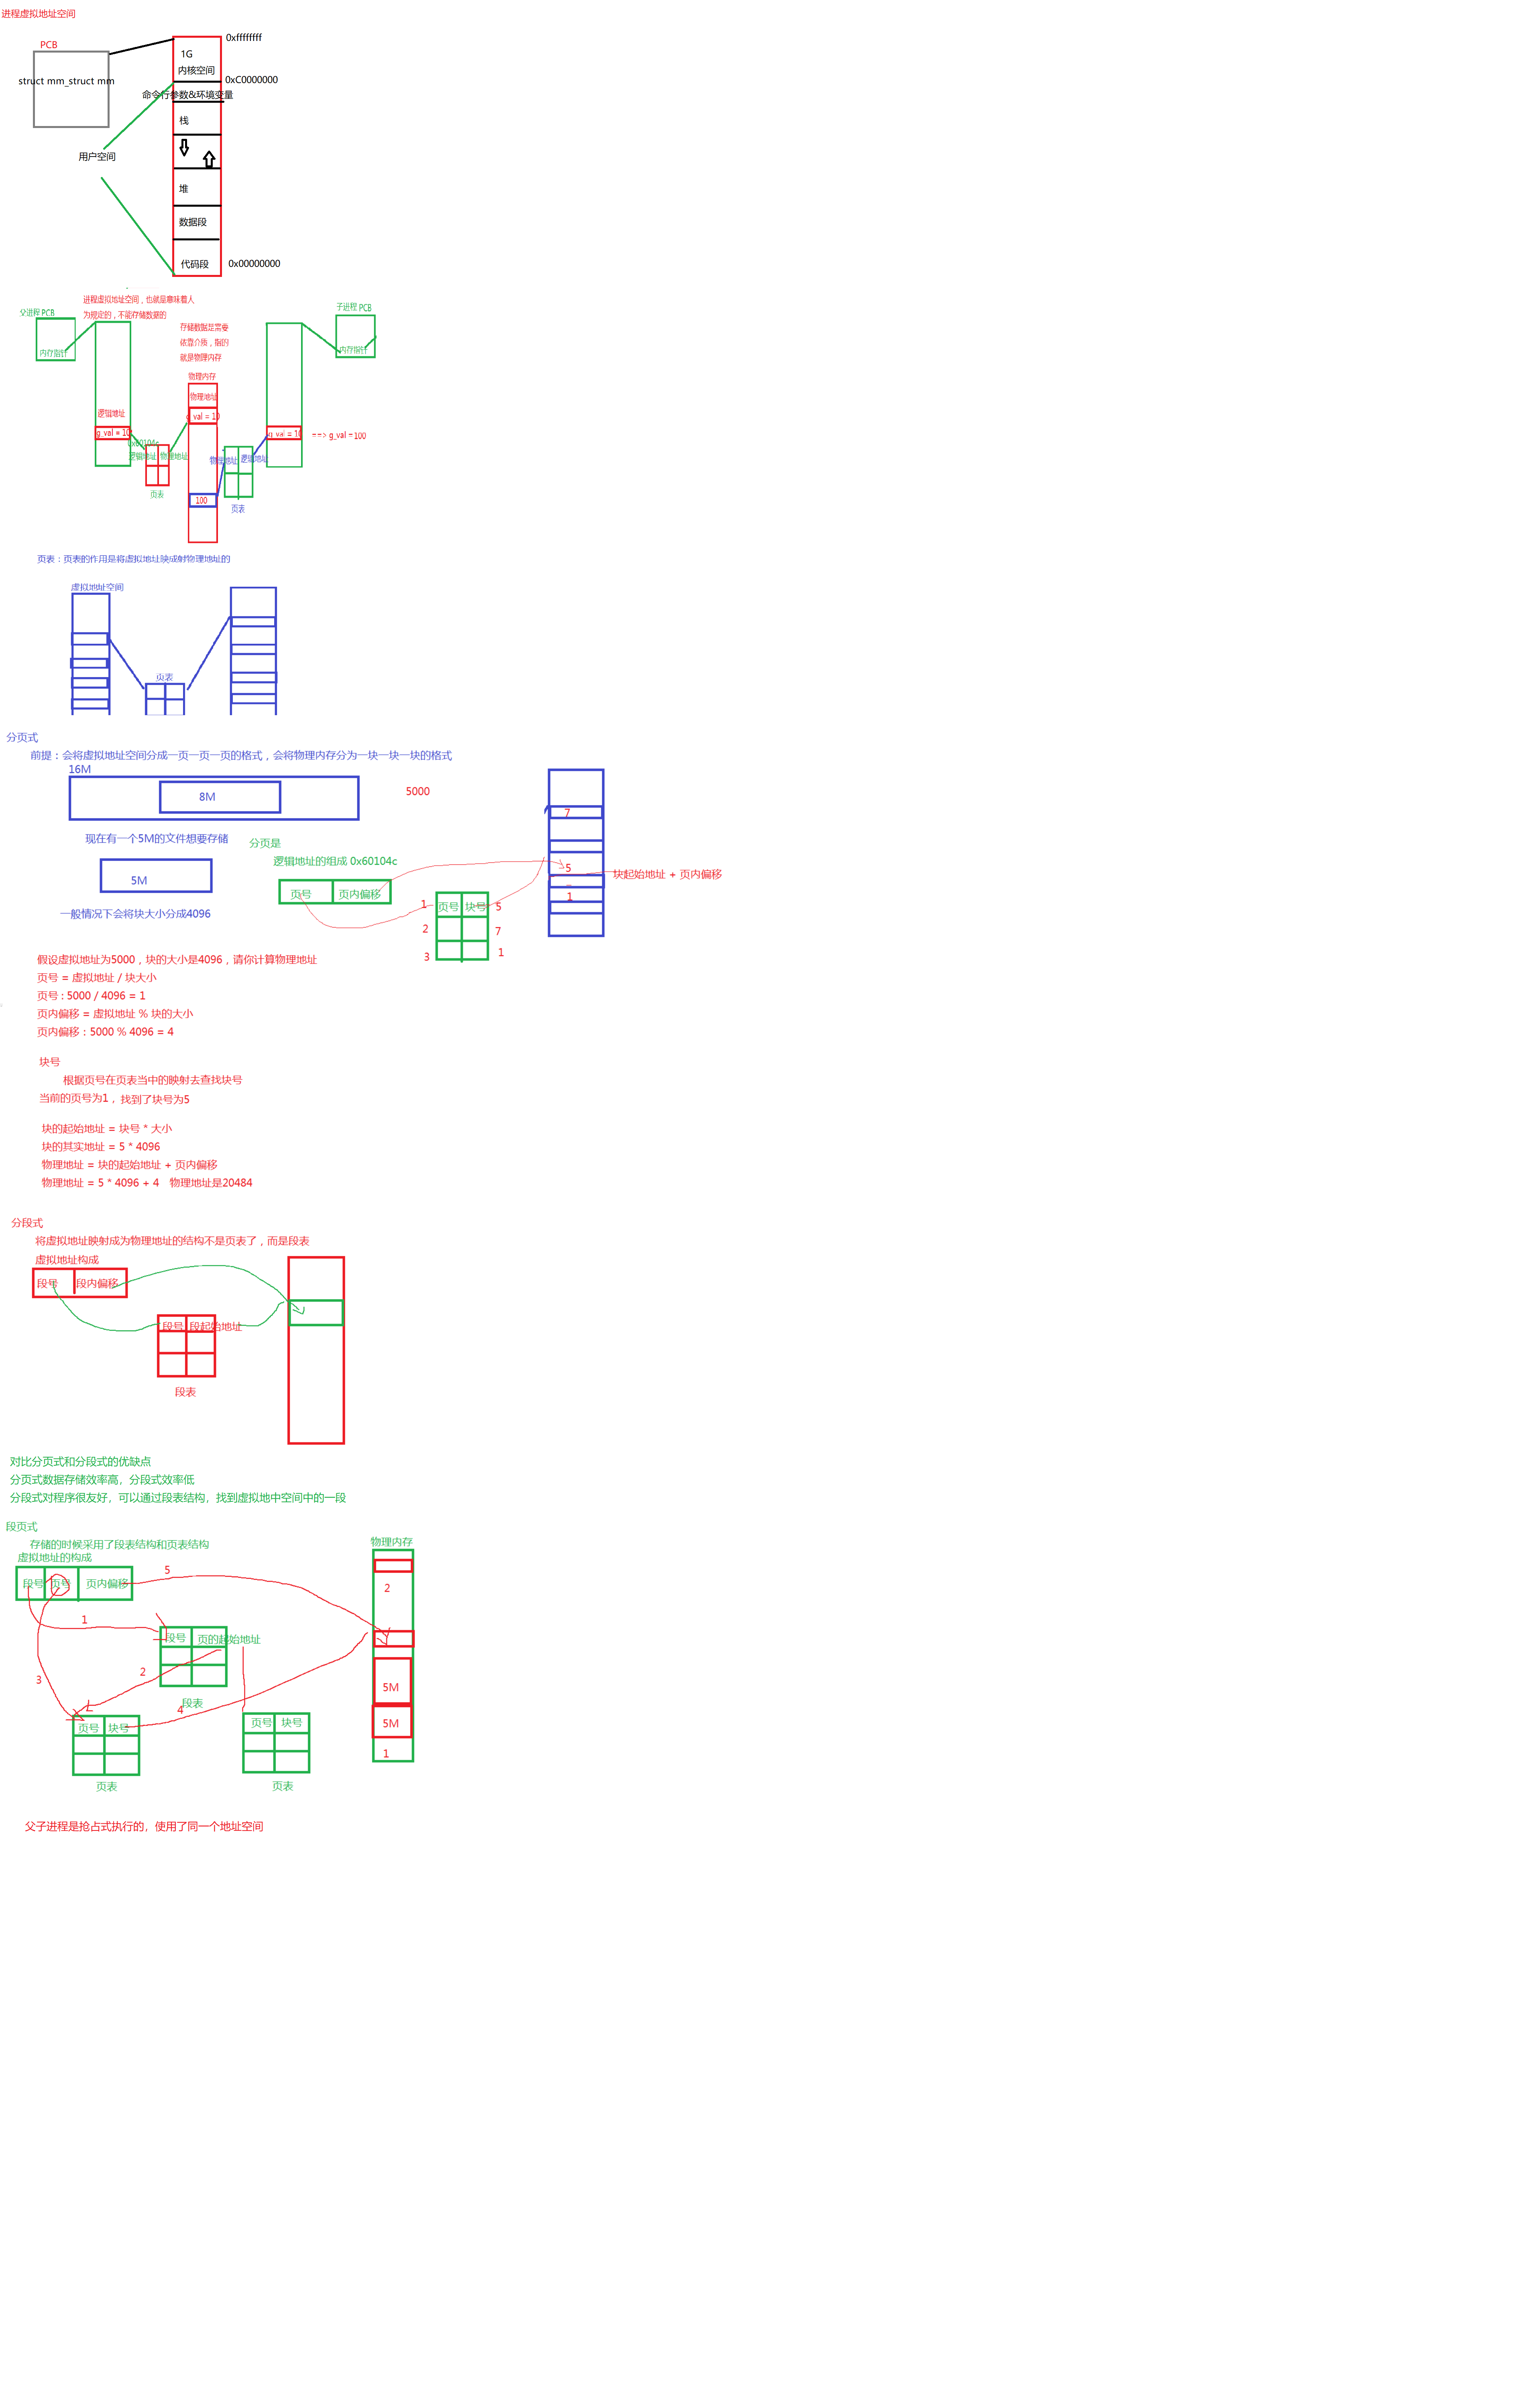 进程虚拟地址空间
PCB
0xffffffff
1G
内核空间
struct mm_struct mm
0xC0000000
命令行参数&环境变量
栈
用户空间
堆
数据段
代码段
0x00000000
进程虚拟地址空间，也就是意味着人
为规定的，不能存储数据的
父进程 PCB
内存指针
子进程 PCB
内存指针
存储数据是需要
依靠介质，指的
就是物理内存
物理内存
物理地址
g_val = 10
逻辑地址
g_val = 10
0x60104c
逻辑地址
物理地址
页表
g_val = 10
==> g_val = 100
物理地址
逻辑地址
100
页表
页表：页表的作用是将虚拟地址映成射物理地址的
虚拟地址空间
页表
分页式
前提：会将虚拟地址空间分成一页一页一页的格式，会将物理内存分为一块一块一块的格式
16M
8M
5000
7
现在有一个5M的文件想要存储
分页是
逻辑地址的组成 0x60104c
5M
页号
页内偏移
5
块起始地址 + 页内偏移
1
一般情况下会将块大小分成4096
1
页号
块号
5
2
7
3
1
假设虚拟地址为5000，块的大小是4096，请你计算物理地址
页号 = 虚拟地址 / 块大小
页号 : 5000 / 4096 = 1
页内偏移 = 虚拟地址 % 块的大小
页内偏移：5000 % 4096 = 4
块号
根据页号在页表当中的映射去查找块号
当前的页号为1，找到了块号为5
块的起始地址 = 块号 * 大小
块的其实地址 = 5 * 4096
物理地址 = 块的起始地址 + 页内偏移
物理地址 = 5 * 4096 + 4 物理地址是20484
分段式
将虚拟地址映射成为物理地址的结构不是页表了，而是段表
虚拟地址构成
段号
段内偏移
段号
段起始地址
段表
对比分页式和分段式的优缺点
分页式数据存储效率高，分段式效率低
分段式对程序很友好，可以通过段表结构，找到虚拟地中空间中的一段
段页式
存储的时候采用了段表结构和页表结构
虚拟地址的构成
物理内存
段号
页号
页内偏移
5
2
1
段号
页的起始地址
3
2
段表
4
5M
页号
块号
页号
块号
5M
1
页表
页表
父子进程是抢占式执行的，使用了同一个地址空间